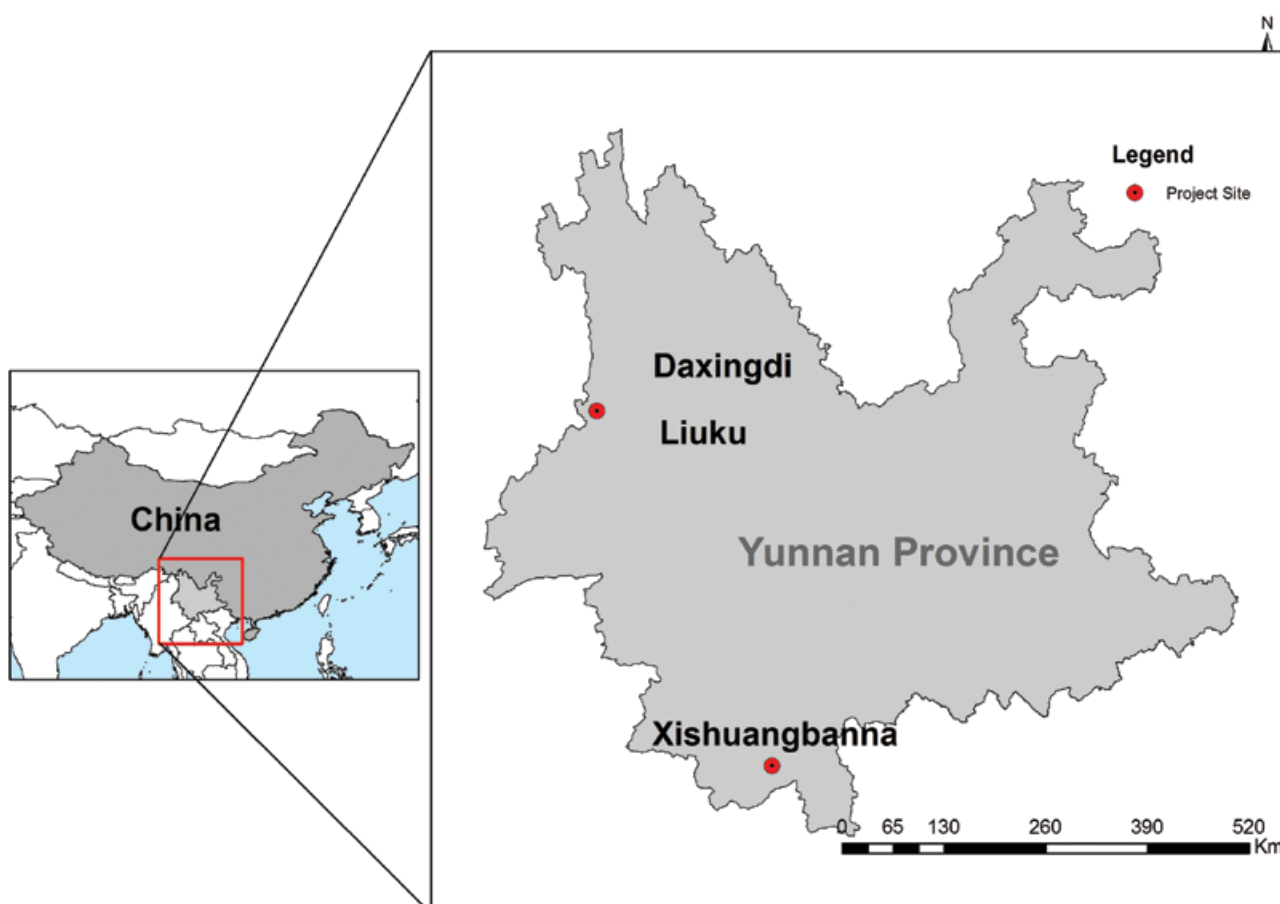 N
Legend
Project Site
Daxingdi
Liuku
China
Yunnan Province
Xishuangbanna
0 65 130 260 390 520
Km